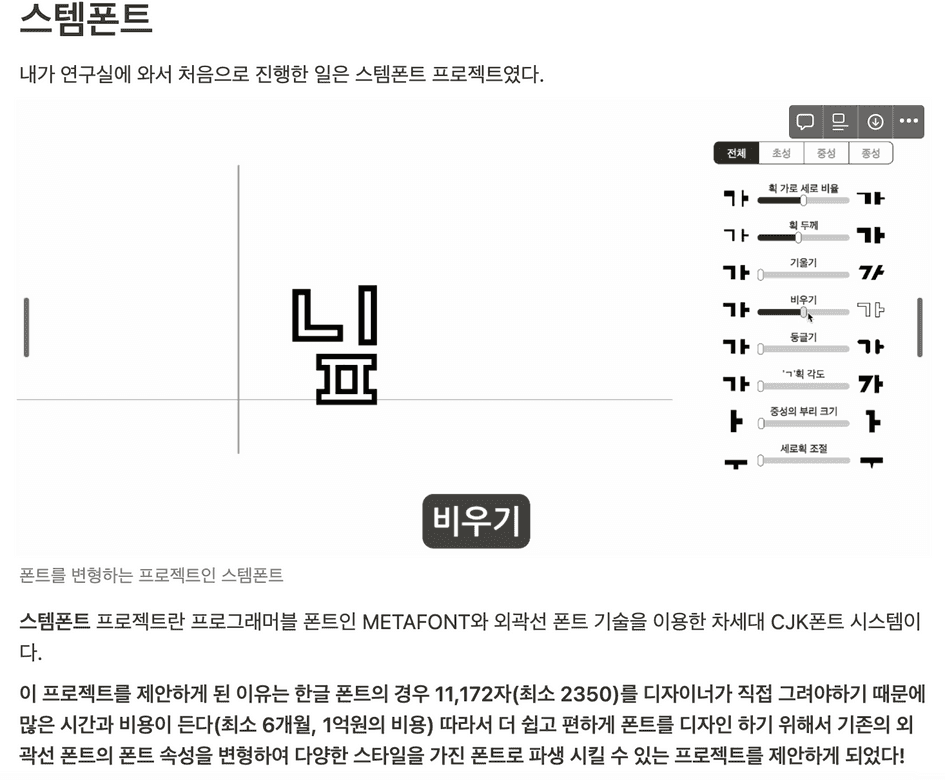 스템폰트
내가 연구실에 와서 처음으로 진행한 일은 스템폰트 프로젝트였다.
전체 초성 중성 종성
가 획 가로 세로 비율 가
가 획 두께 가
가 기울기 가
가 비우기 가
가 둥글기 가
가 'ㄱ'획 각도 가
ㅏ 중성의 부리 크기 ㅏ
ㅜ 세로획 조절 ㅜ
닢
비우기
폰트를 변형하는 프로젝트인 스템폰트
스템폰트 프로젝트란 프로그래머블 폰트인 METAFONT와 외곽선 폰트 기술을 이용한 차세대 CJK폰트 시스템이
다.
이 프로젝트를 제안하게 된 이유는 한글 폰트의 경우 11,172자(최소 2350)를 디자이너가 직접 그려야하기 때문에
많은 시간과 비용이 든다(최소 6개월, 1억원의 비용) 따라서 더 쉽고 편하게 폰트를 디자인 하기 위해서 기존의 외
곽선 폰트의 폰트 속성을 변형하여 다양한 스타일을 가진 폰트로 파생 시킬 수 있는 프로젝트를 제안하게 되었다!